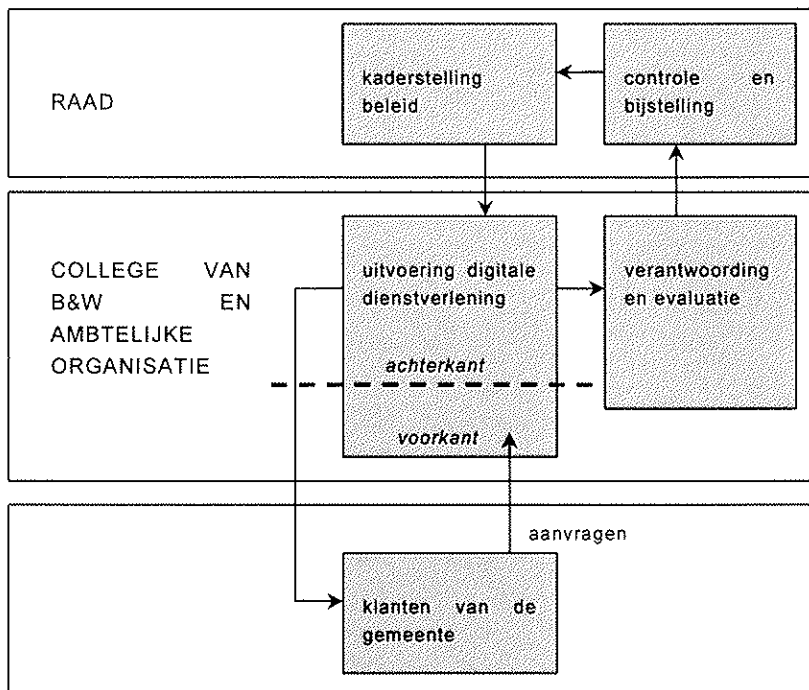 RAAD
kaderstelling
beleid
controle en
bijstelling
COLLEGE VAN
B&W EN
AMBTELIJKE
ORGANISATIE
uitvoering digitale
dienstverlening
achterkant
voorkant
verantwoording
en evaluatie
aanvragen
klanten van de
gemeente